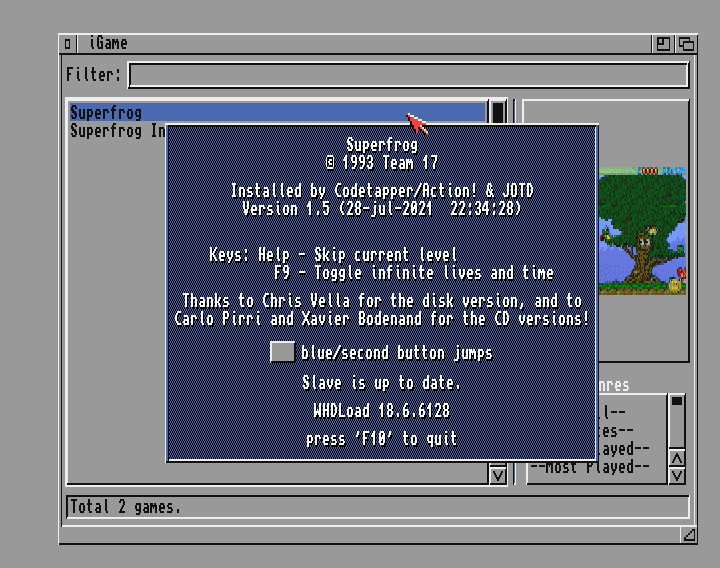 iGame
Filter:
Superfrog
Superfrog In
Superfrog
© 1993 Team 17
Installed by Codetapper/Action! & JOTD
Version 1.5 (28-jul-2021  22:34:28)
Keys: Help - Skip current level
F9 - Toggle infinite lives and time
Thanks to Chris Vella for the disk version, and to
Carlo Pirri and Xavier Bodenand for the CD versions!
blue/second button jumps
Slave is up to date.
WHDLoad 18.6.6128
press 'F10' to quit
nres
l--
es--
ayed--
--Most Played--
Total 2 games.